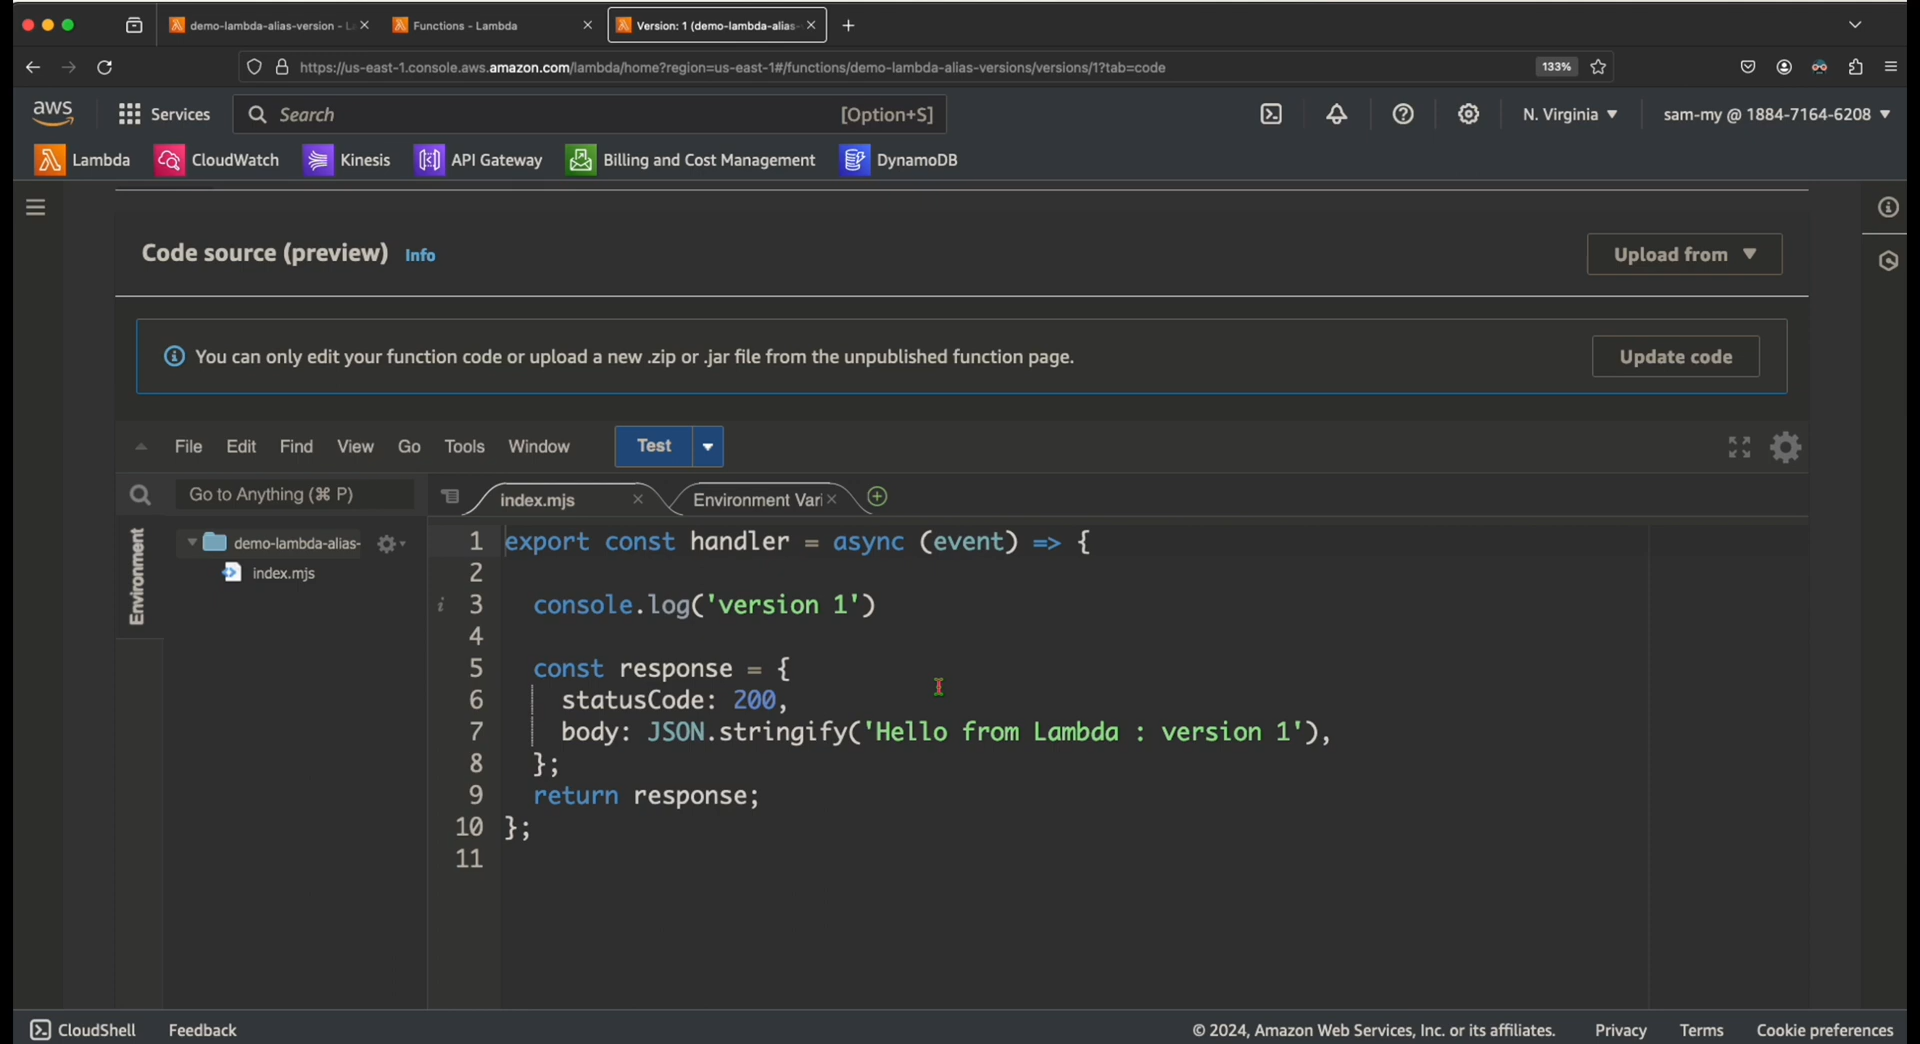 demo-lambda-alias-version - La
Functions - Lambda
Version: 1 (demo-lambda-alias-
https://us-east-1.console.aws.amazon.com/lambda/home?region=us-east-1#/functions/demo-lambda-alias-versions/versions/1?tab=code
133%
aws
Services
Search
[Option+S]
N. Virginia
sam-my @ 1884-7164-6208
Lambda
CloudWatch
Kinesis
API Gateway
Billing and Cost Management
DynamoDB
Code source (preview)
Info
Upload from
You can only edit your function code or upload a new .zip or .jar file from the unpublished function page.
Update code
File
Edit
Find
View
Go
Tools
Window
Test
Go to Anything (⌘ P)
index.mjs
Environment Vari
Environment
demo-lambda-alias-
index.mjs
1 export const handler = async (event) => {
2
3 console.log('version 1')
4
5 const response = {
6 statusCode: 200,
7 body: JSON.stringify('Hello from Lambda : version 1'),
8 };
9 return response;
10 };
11
CloudShell
Feedback
© 2024, Amazon Web Services, Inc. or its affiliates.
Privacy
Terms
Cookie preferences